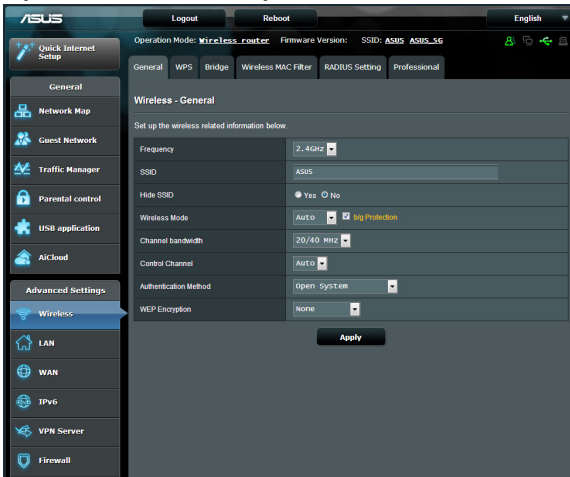 ASUS
Logout
Reboot
English
Operation Mode: Wireless router Firmware Version: SSID: ASUS ASUS_5G
Quick Internet
Setup
General
WPS
Bridge
Wireless MAC Filter
RADIUS Setting
Professional
General
Network Map
Guest Network
Traffic Manager
Parental control
USB application
AiCloud
Advanced Settings
Wireless
LAN
WAN
IPv6
VPN Server
Firewall
Wireless - General
Set up the wireless related information below.
Frequency 2.4GHz
SSID ASUS
Hide SSID Yes No
Wireless Mode Auto b/g Protection
Channel bandwidth 20/40 MHz
Control Channel Auto
Authentication Method Open System
WEP Encryption None
Apply